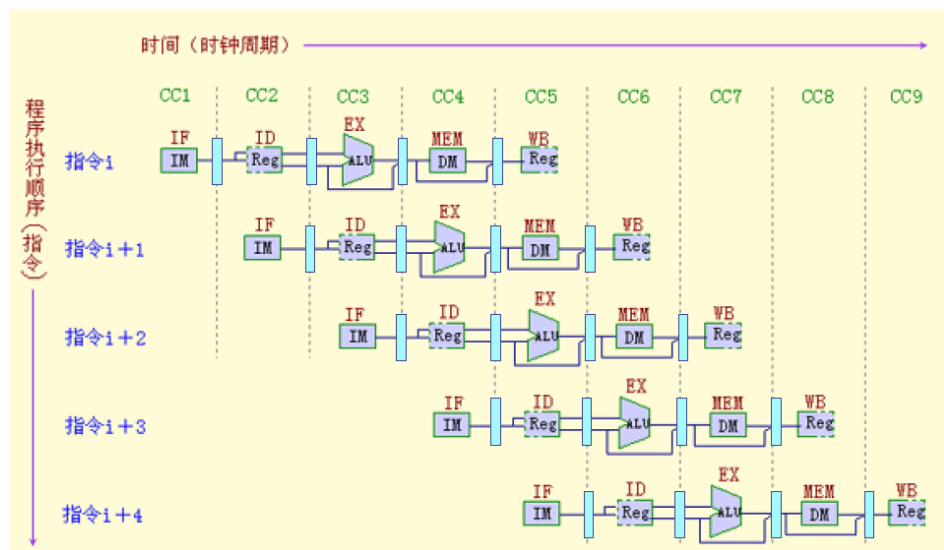 时间（时钟周期）
CC1 CC2 CC3 CC4 CC5 CC6 CC7 CC8 CC9
程序执行顺序（指令）
IF ID EX MEM WB
指令i IM Reg ALU DM Reg
IF ID EX MEM WB
指令i+1 IM Reg ALU DM Reg
IF ID EX MEM WB
指令i+2 IM Reg ALU DM Reg
IF ID EX MEM WB
指令i+3 IM Reg ALU DM Reg
IF ID EX MEM WB
指令i+4 IM Reg ALU DM Reg